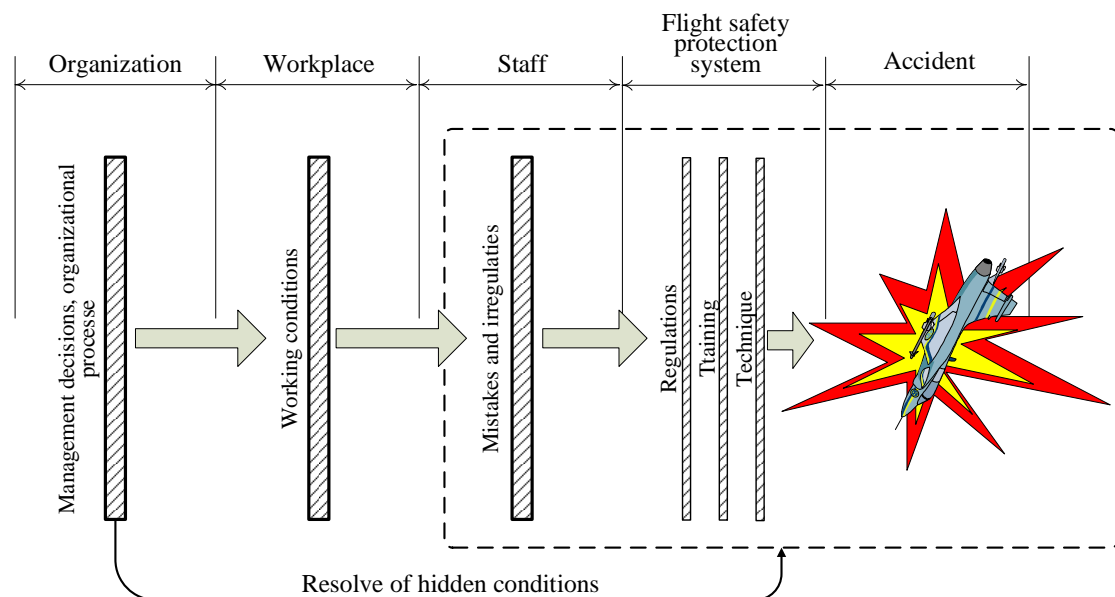 Organization
Workplace
Staff
Flight safety
protection
system
Accident
Management decisions, organizational
processe
Working conditions
Mistakes and irregulaties
Regulations
Ttaining
Technique
Resolve of hidden conditions